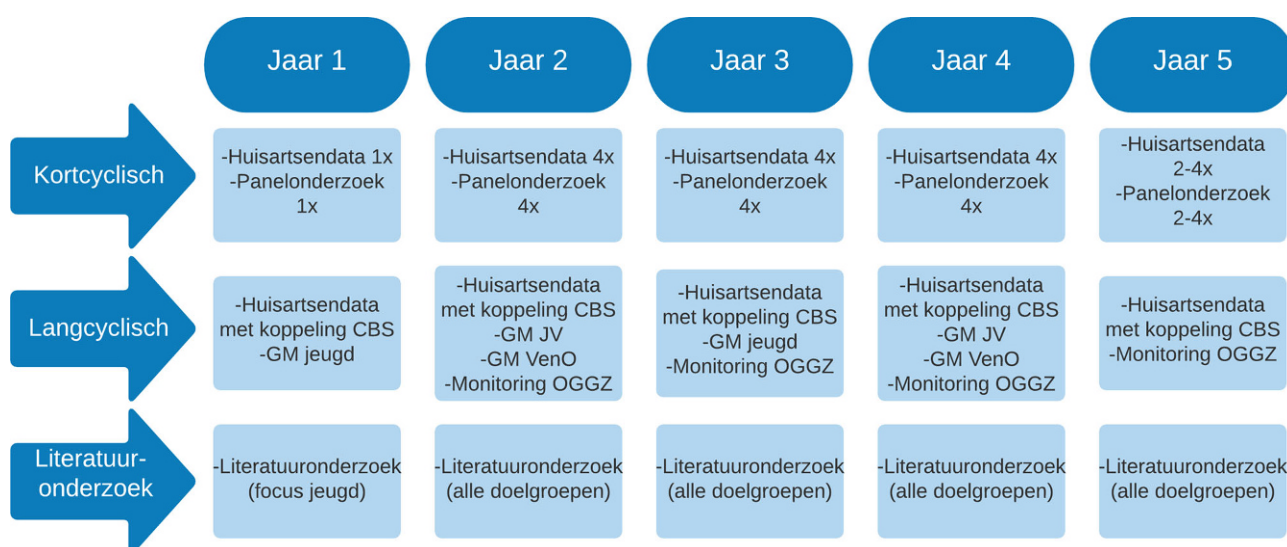 Jaar 1
Jaar 2
Jaar 3
Jaar 4
Jaar 5
Kortcyclisch
-Huisartsendata 1x
-Panelonderzoek
1x
-Huisartsendata 4x
-Panelonderzoek
4x
-Huisartsendata 4x
-Panelonderzoek
4x
-Huisartsendata 4x
-Panelonderzoek
4x
-Huisartsendata
2-4x
-Panelonderzoek
2-4x
Langcyclisch
-Huisartsendata
met koppeling CBS
-GM jeugd
-Huisartsendata
met koppeling CBS
-GM JV
-GM VenO
-Monitoring OGGZ
-Huisartsendata
met koppeling CBS
-GM jeugd
-Monitoring OGGZ
-Huisartsendata
met koppeling CBS
-GM JV
-GM VenO
-Monitoring OGGZ
-Huisartsendata
met koppeling CBS
-Monitoring OGGZ
Literatuur-
onderzoek
-Literatuuronderzoek
(focus jeugd)
-Literatuuronderzoek
(alle doelgroepen)
-Literatuuronderzoek
(alle doelgroepen)
-Literatuuronderzoek
(alle doelgroepen)
-Literatuuronderzoek
(alle doelgroepen)